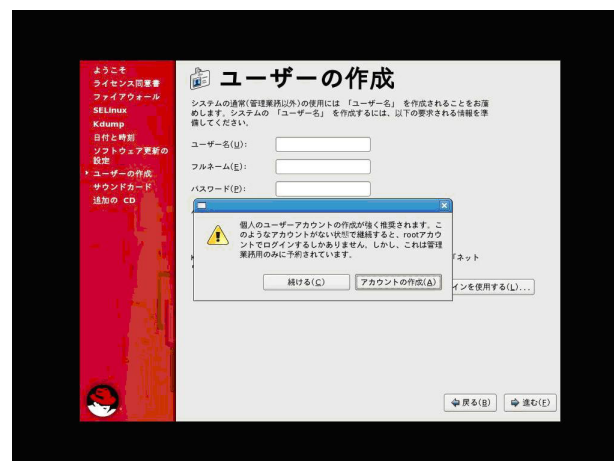 ようこそ
ライセンス同意書
ファイアウォール
SELinux
Kdump
日付と時刻
ソフトウェア更新の
設定
ユーザーの作成
サウンドカード
追加の CD
ユーザーの作成
システムの通常(管理業務以外)の使用には 「ユーザー名」 を作成されることをお薦
めします。システムの 「ユーザー名」 を作成するには、以下の要求される情報を準
備してください。
ユーザー名(U):
フルネーム(E):
パスワード(P):
個人のユーザーアカウントの作成が強く推奨されます。こ
のようなアカウントがない状態で継続すると、rootアカウ
ントでログインするしかありません。しかし、これは管理
業務用のみに予約されています。
続ける(C)
アカウントの作成(A)
「ネット
インを使用する(L)...
戻る(B)
進む(F)